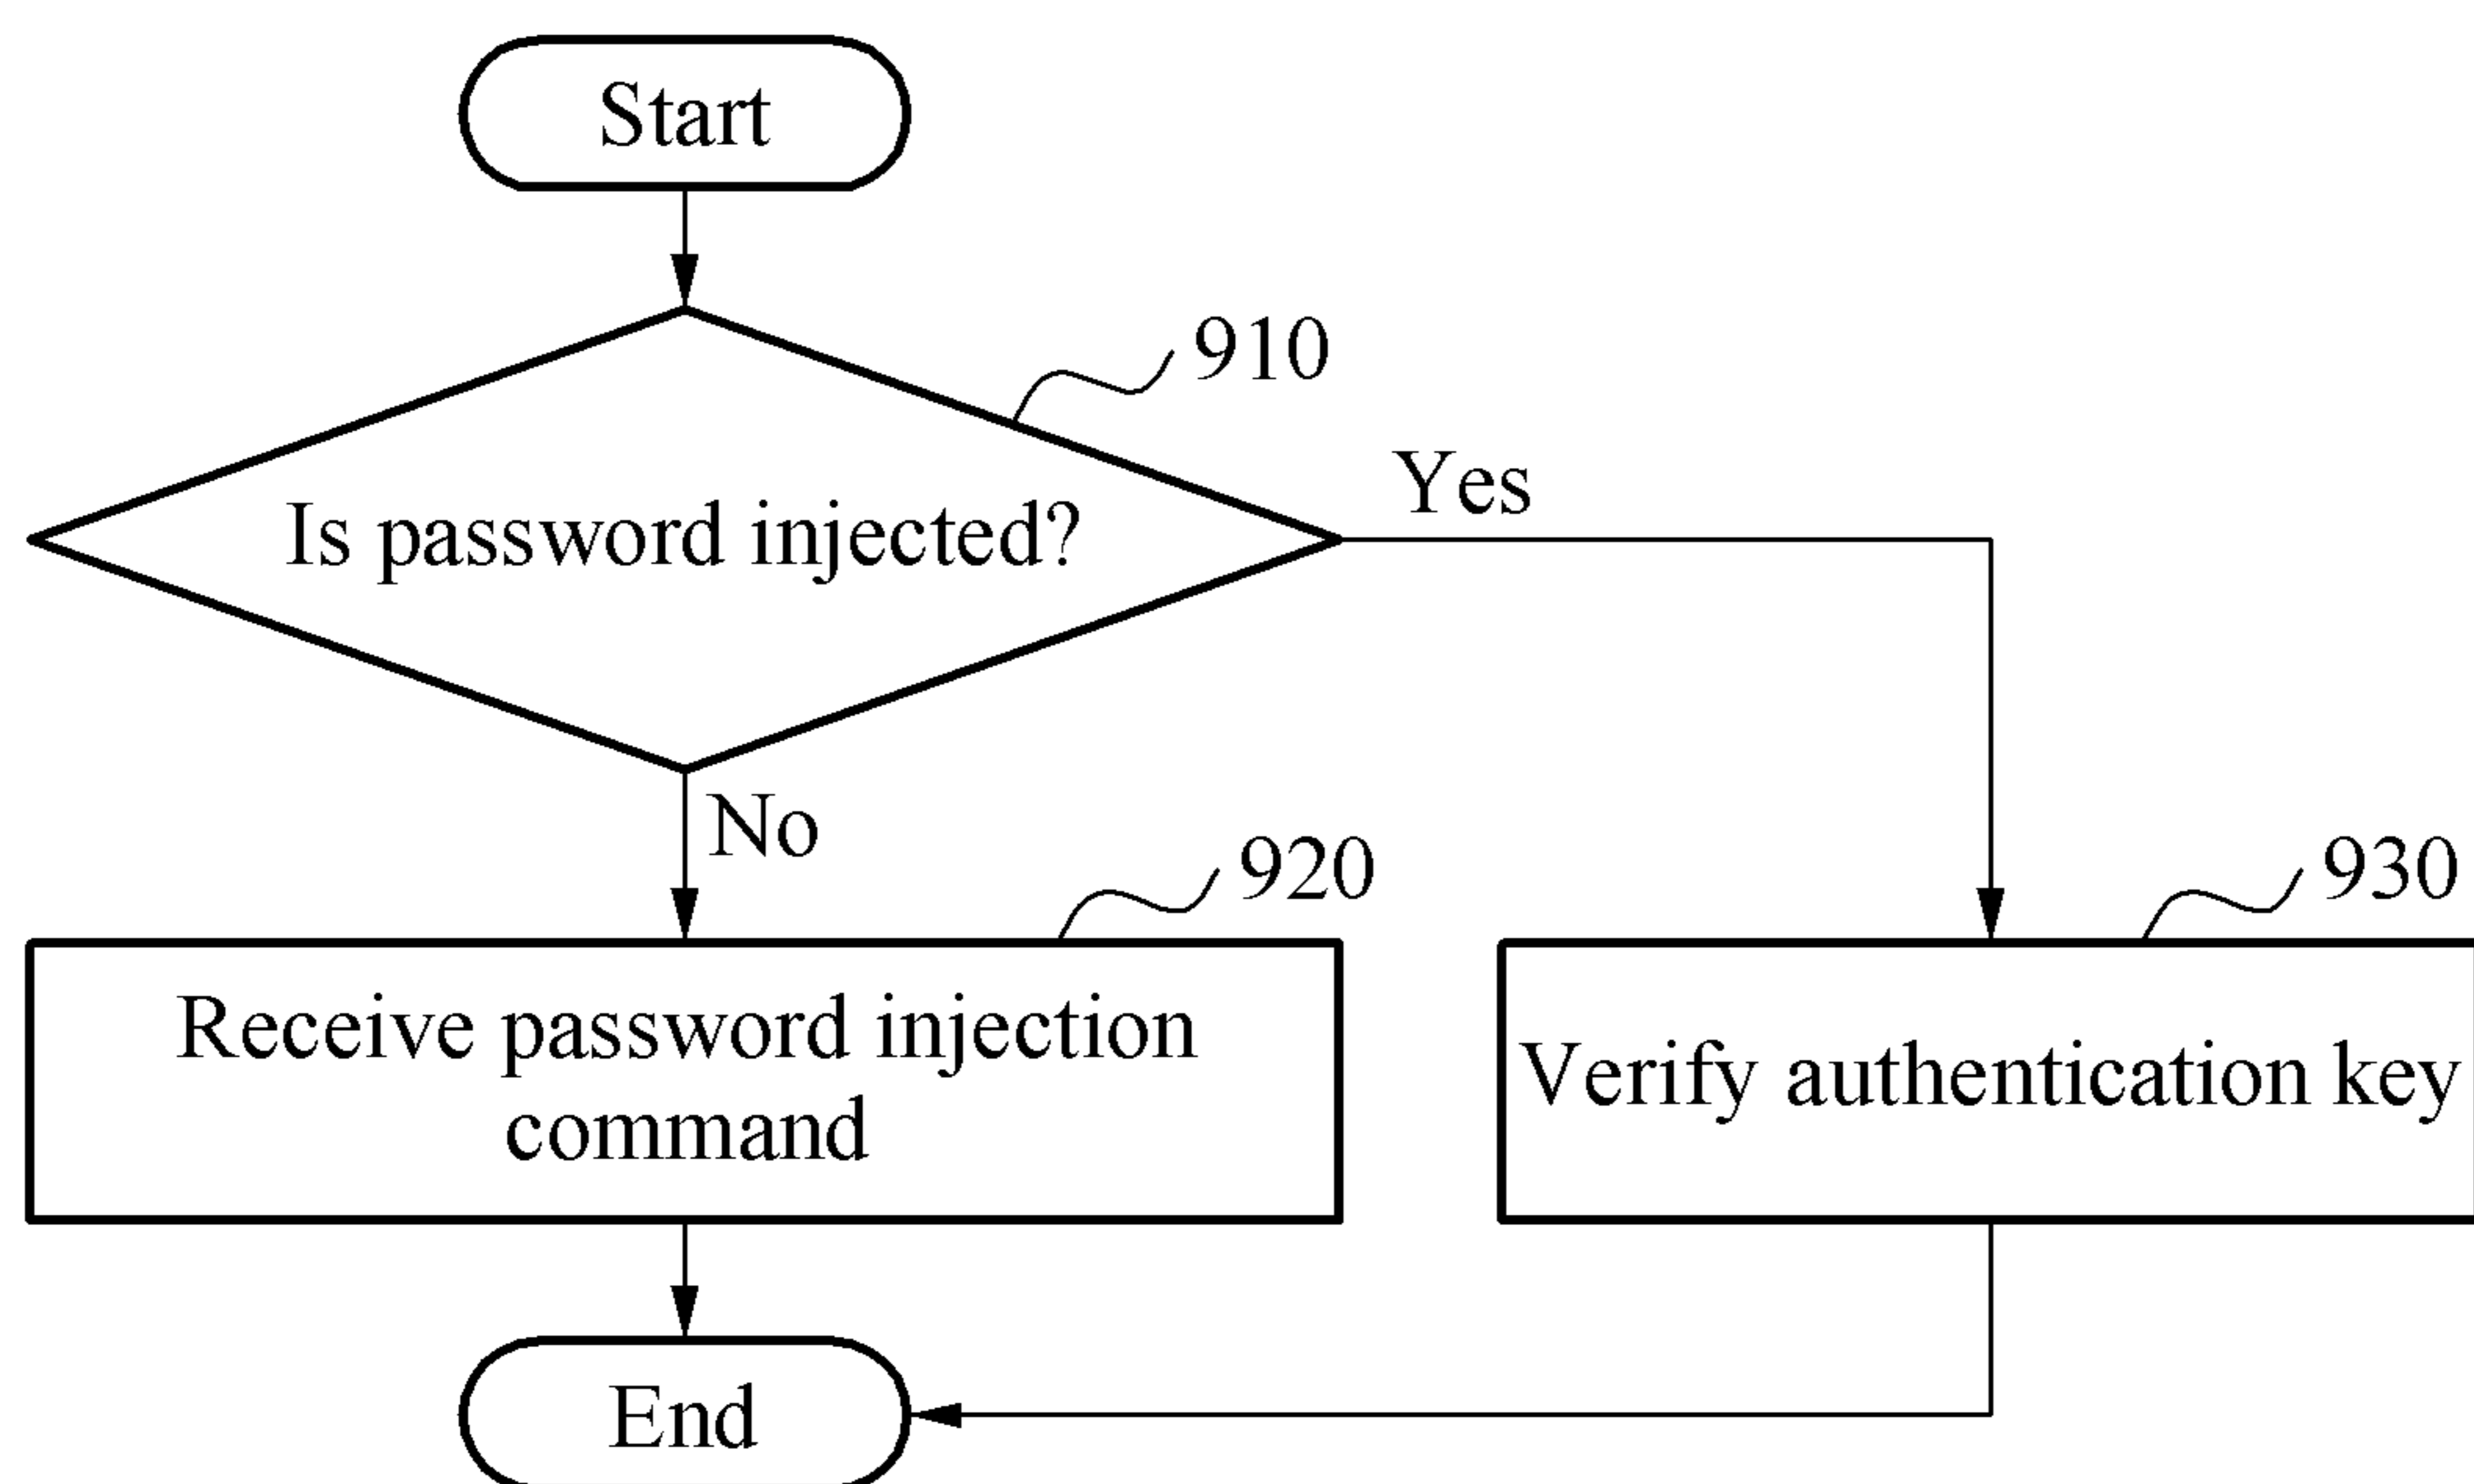 Start
910
Is password injected?
Yes
No
920
930
Receive password injection
command
Verify authentication key
End